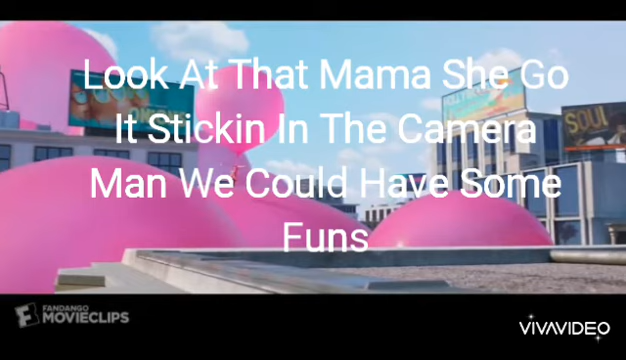 Look At That Mama She Go
It Stickin In The Camera
Man We Could Have Some
Funs
SOUL
FANDANGO
MOVIECLIPS
VIVAVIDEO